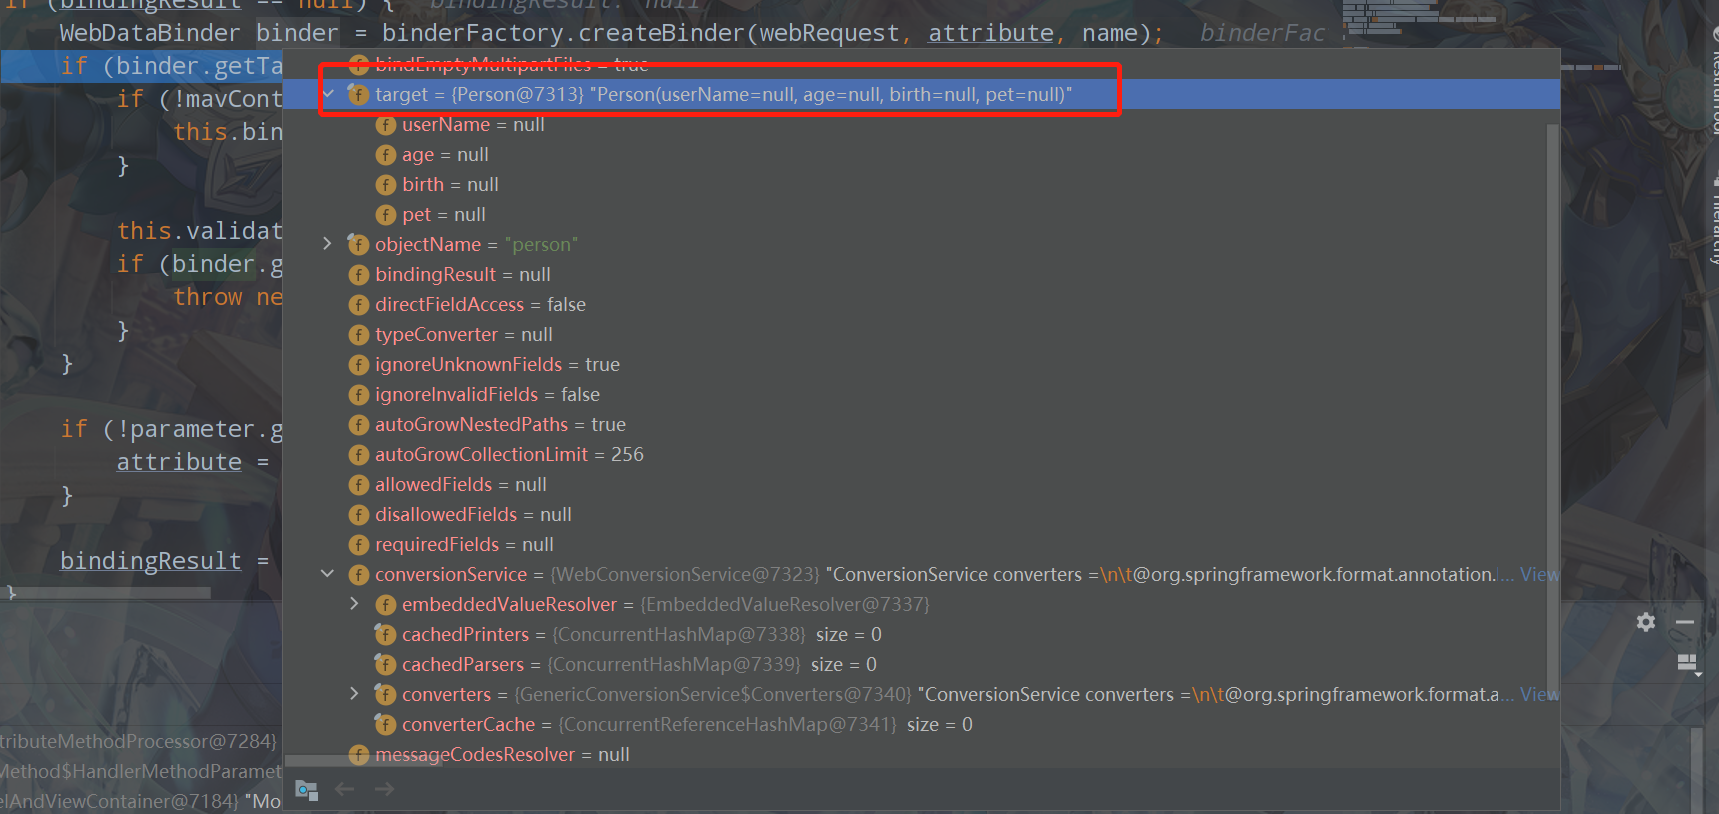 if (bindingResult == null) {   bindingResult: null
WebDataBinder binder = binderFactory.createBinder(webRequest, attribute, name);   binderFac
if (binder.getTa
bindEmptyMultipartFiles = true
if (!mavCont
target = {Person@7313} "Person(userName=null, age=null, birth=null, pet=null)"
this.bin
userName = null
age = null
}
birth = null
pet = null
this.validat
objectName = "person"
if (binder.g
bindingResult = null
throw ne
directFieldAccess = false
}
typeConverter = null
}
ignoreUnknownFields = true
ignoreInvalidFields = false
if (!parameter.g
autoGrowNestedPaths = true
attribute =
autoGrowCollectionLimit = 256
}
allowedFields = null
disallowedFields = null
requiredFields = null
bindingResult =
conversionService = {WebConversionService@7323} "ConversionService converters =\n\t@org.springframework.format.annotation.... View
}
embeddedValueResolver = {EmbeddedValueResolver@7337}
cachedPrinters = {ConcurrentHashMap@7338} size = 0
cachedParsers = {ConcurrentHashMap@7339} size = 0
converters = {GenericConversionService$Converters@7340} "ConversionService converters =\n\t@org.springframework.format.a... View
converterCache = {ConcurrentReferenceHashMap@7341} size = 0
tributeMethodProcessor@7284}
messageCodesResolver = null
Method$HandlerMethodParamet
elAndViewContainer@7184} "Mo